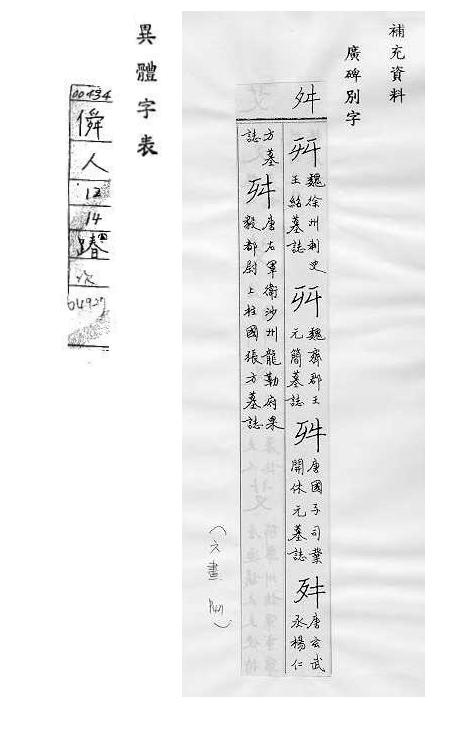 補充資料
廣碑別字
舛
魏徐州刺史
王紹墓誌
魏齊郡王
元簡墓誌
唐國子司業
開休元墓誌
唐玄武
丞楊仁
方墓
誌
唐右軍衛沙州龍勒府果
毅都尉上柱國張方墓誌
(六畫 P41)
異體字表
00434
僢
人
12
14
踳
04927